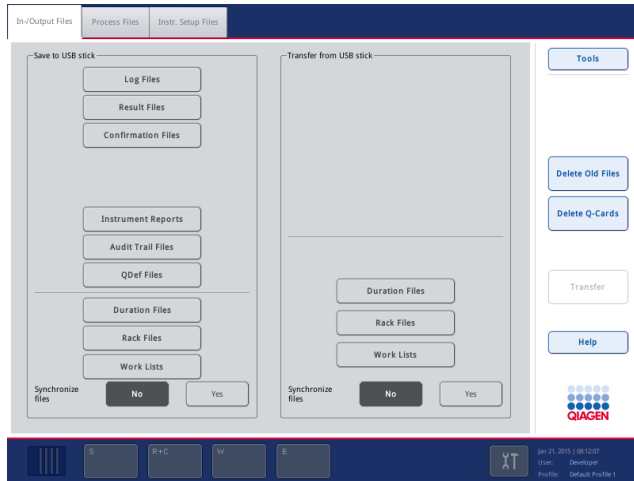 In-/Output Files
Process Files
Instr. Setup Files
Save to USB stick
Log Files
Result Files
Confirmation Files
Instrument Reports
Audit Trail Files
QDef Files
Duration Files
Rack Files
Work Lists
Synchronize
files
No
Yes
Transfer from USB stick
Duration Files
Rack Files
Work Lists
Synchronize
files
No
Yes
Tools
Delete Old Files
Delete Q-Cards
Transfer
Help
QIAGEN
S
R+C
W
E
Jan 21, 2015 | 08:12:07
User: Developer
Profile: Default Profile 1